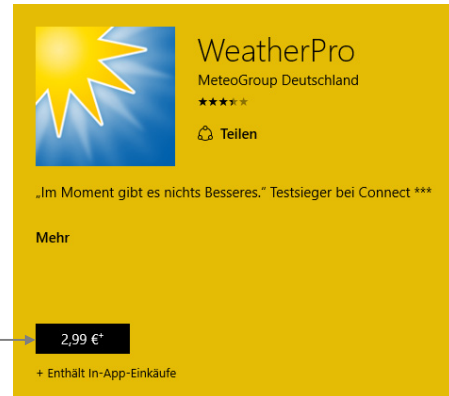 WeatherPro
MeteoGroup Deutschland
Teilen
„Im Moment gibt es nichts Besseres.“ Testsieger bei Connect ***
Mehr
2,99 €⁺
+ Enthält In-App-Einkäufe